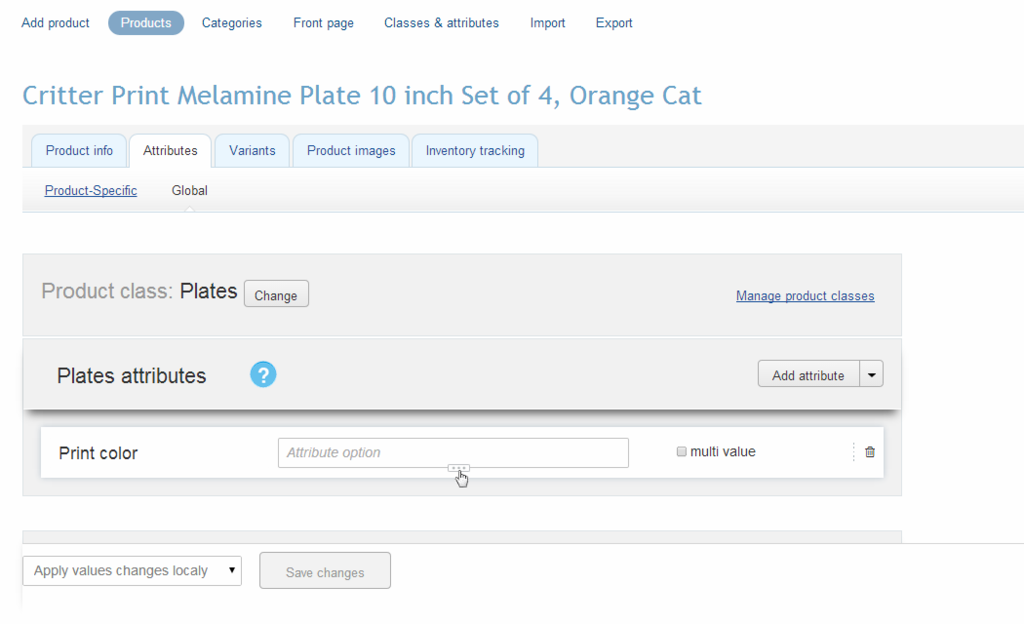 Add product Products Categories Front page Classes & attributes Import Export
Critter Print Melamine Plate 10 inch Set of 4, Orange Cat
Product info Attributes Variants Product images Inventory tracking
Product-Specific Global
Product class: Plates Change Manage product classes
Plates attributes ? Add attribute
Print color Attribute option multi value
Apply values changes localy Save changes